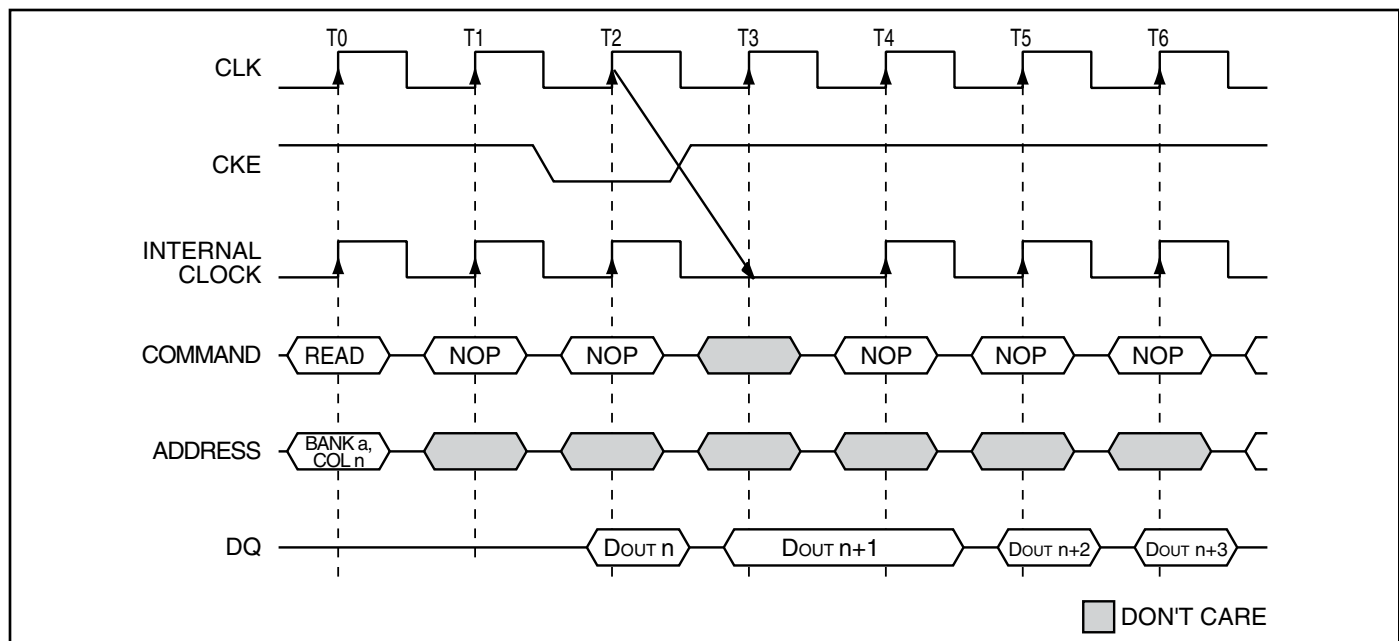 T0 T1 T2 T3 T4 T5 T6
CLK
CKE
INTERNAL
CLOCK
COMMAND READ NOP NOP NOP NOP NOP
ADDRESS BANK a,
COL n
DQ DOUT n DOUT n+1 DOUT n+2 DOUT n+3
DON'T CARE